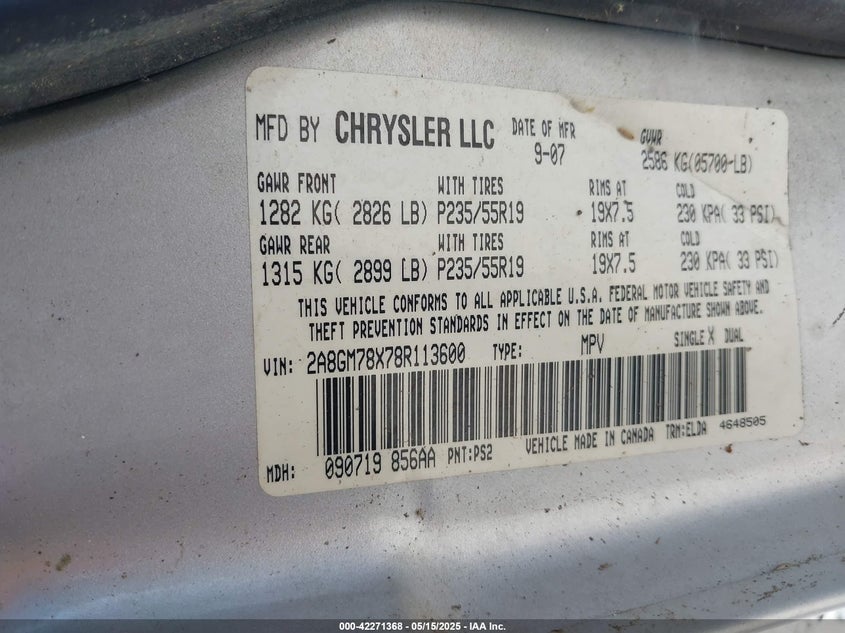 MFD BY CHRYSLER LLC DATE OF MFR GVWR
9-07 2586 KG(05700-LB)
GAWR FRONT WITH TIRES RIMS AT COLD
1282 KG( 2826 LB) P235/55R19 19X7.5 230 KPA( 33 PSI)
GAWR REAR WITH TIRES RIMS AT COLD
1315 KG( 2899 LB) P235/55R19 19X7.5 230 KPA( 33 PSI)
THIS VEHICLE CONFORMS TO ALL APPLICABLE U.S.A. FEDERAL MOTOR VEHICLE SAFETY AND
THEFT PREVENTION STANDARDS IN EFFECT ON THE DATE OF MANUFACTURE SHOWN ABOVE.
VIN: 2A8GM78X78R113600 TYPE: MPV SINGLE X DUAL
MDH: 090719 856AA PNT:PS2 VEHICLE MADE IN CANADA TRM:ELDA 4648505
000-42271368 - 05/15/2025 - IAA Inc.